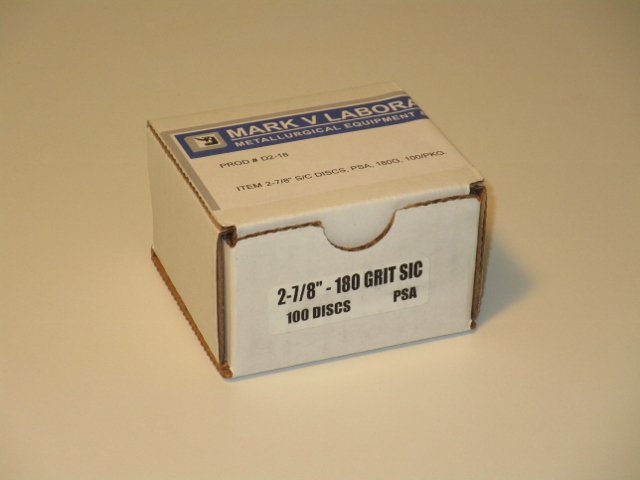 MARK V LABORA
METALLURGICAL EQUIPMENT
PROD # D2-18
ITEM 2-7/8" S/C DISCS, PSA, 180G, 100/PKG.
2-7/8" - 180 GRIT SIC
100 DISCS PSA